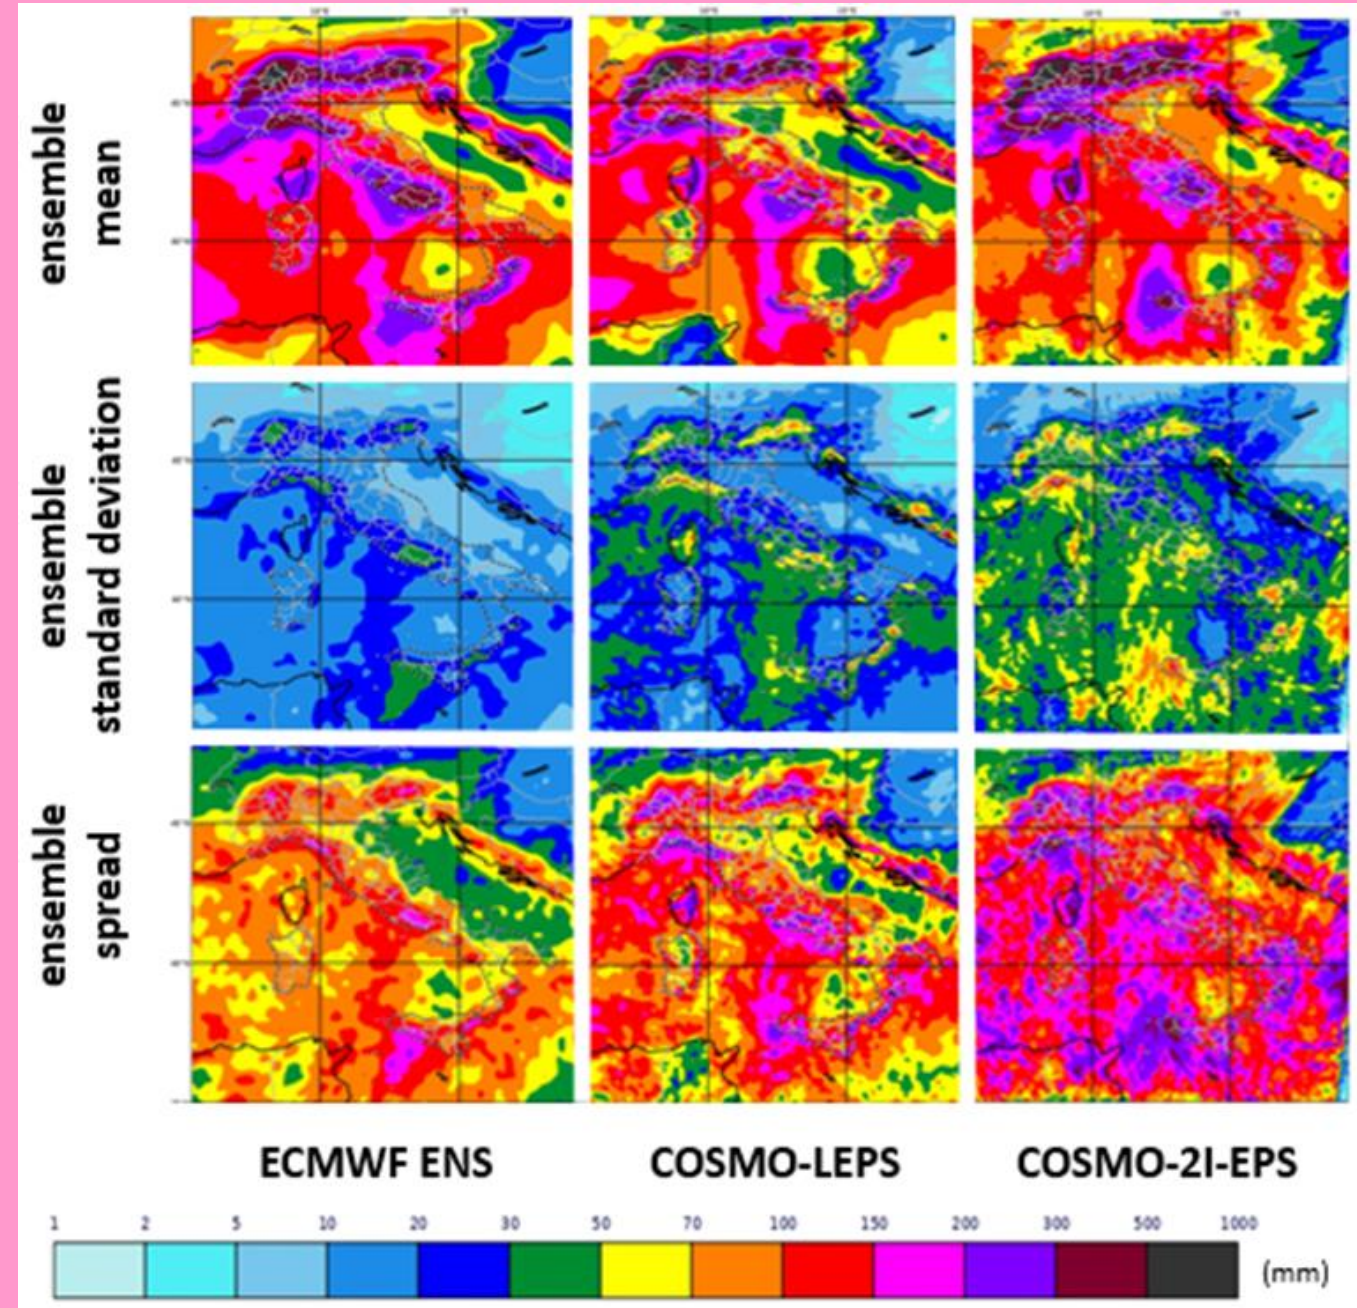 ensemble
mean
ensemble
standard deviation
ensemble
spread
ECMWF ENS
COSMO-LEPS
COSMO-2I-EPS
1 2 5 10 20 30 50 70 100 150 200 300 500 1000
(mm)